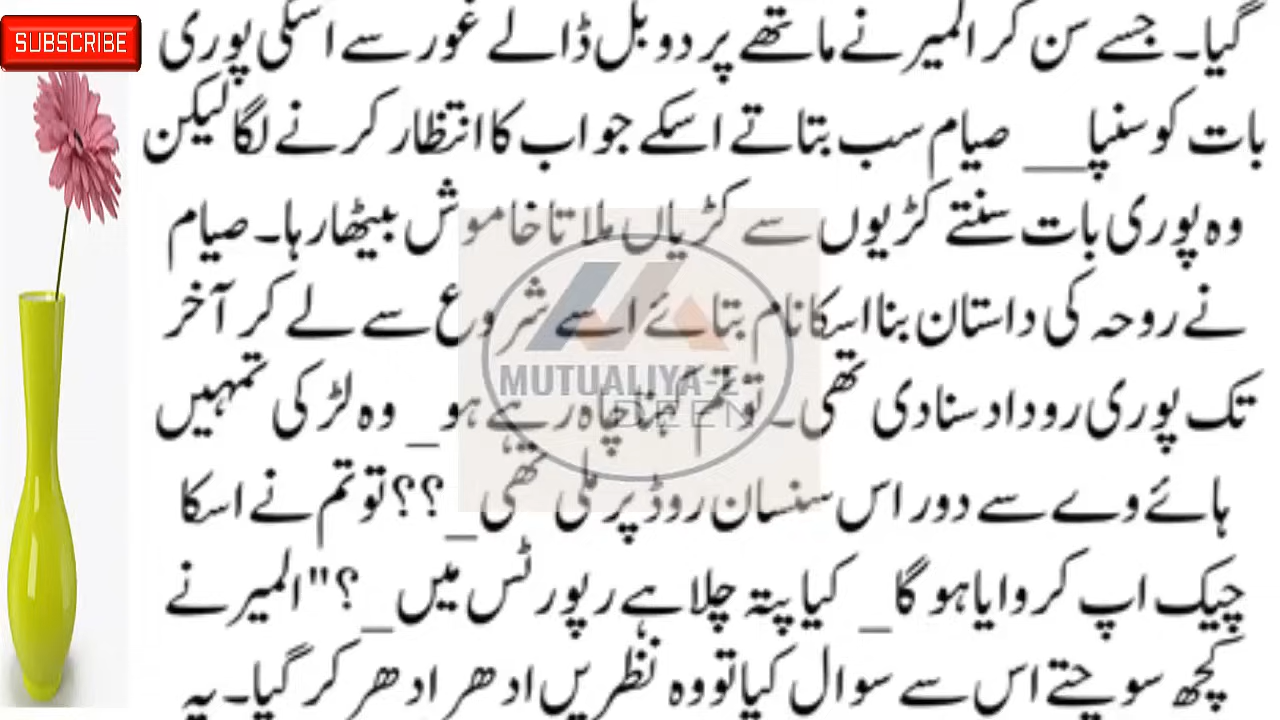 SUBSCRIBE
گیا۔ جسے سن کر المیر نے ماتھے پر دو بل ڈالے غور سے اسکی پوری
بات کو سنپا__ صیام سب بتاتے اسکے جواب کا انتظار کرنے لگا لیکن
وہ پوری بات سنتے کڑیوں سے کڑیاں ملاتا خاموش بیٹھا رہا۔ صیام
نے روحہ کی داستان بنا اسکا نام بتائے اسے شروع سے لے کر آخر
تک پوری روداد سنا دی تھی۔ تو تم کہنا چاہ رہے ہو_ وہ لڑکی تمہیں
ہائے وے سے دور اس سنسان روڈ پر ملی تھی_؟؟ تو تم نے اسکا
چیک اپ کروایا ہو گا_ کیا پتہ چلا ہے رپورٹس میں_؟" المیر نے
کچھ سوچتے اس سے سوال کیا تو وہ نظریں ادھر ادھر کر گیا۔ یہ
MUTUALIYA-E
DEEN